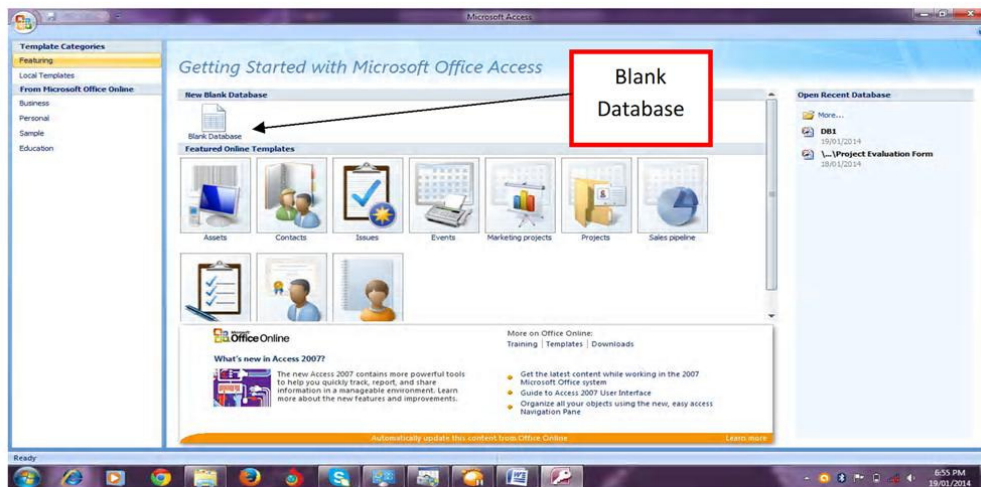 Microsoft Access
Template Categories
Featuring
Local Templates
From Microsoft Office Online
Business
Personal
Sample
Education
Getting Started with Microsoft Office Access
New Blank Database
Blank Database
Blank
Database
Featured Online Templates
Assets
Contacts
Issues
Events
Marketing projects
Projects
Sales pipeline
Open Recent Database
More...
DB1
19/01/2014
\...\Project Evaluation Form
18/01/2014
Microsoft
Office Online
What's new in Access 2007?
The new Access 2007 contains more powerful tools
to help you quickly track, report, and share
information in a manageable environment. Learn
more about the new features and improvements.
More on Office Online:
Training | Templates | Downloads
Get the latest content while working in the 2007
Microsoft Office system
Guide to Access 2007 User Interface
Organize all your objects using the new, easy access
Navigation Pane
Automatically update this content from Office Online
Learn more
Ready
6:55 PM
19/01/2014